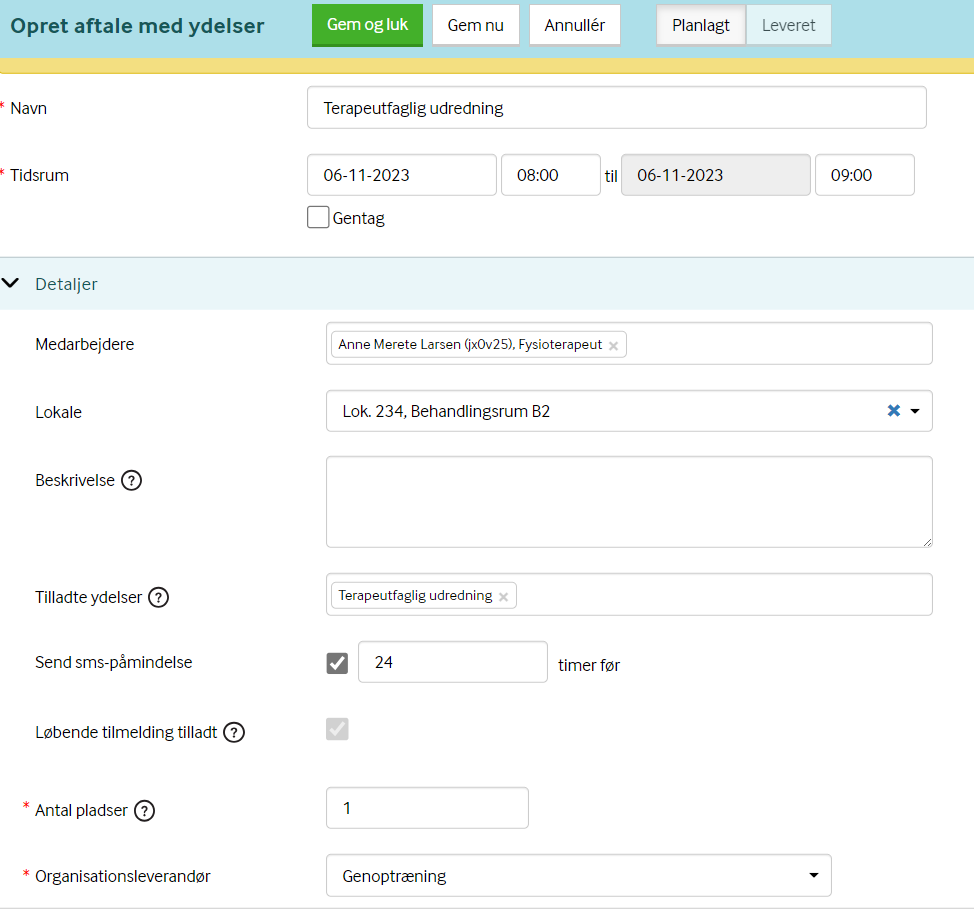 Opret aftale med ydelser Gem og luk Gem nu Annullér Planlagt Leveret
* Navn Terapeutfaglig udredning
* Tidsrum 06-11-2023 08:00 til 06-11-2023 09:00
Gentag
Detaljer
Medarbejdere Anne Merete Larsen (jx0v25), Fysioterapeut ×
Lokale Lok. 234, Behandlingsrum B2
Beskrivelse ?
Tilladte ydelser ? Terapeutfaglig udredning ×
Send sms-påmindelse 24 timer før
Løbende tilmelding tilladt ?
* Antal pladser ? 1
* Organisationsleverandør Genoptræning